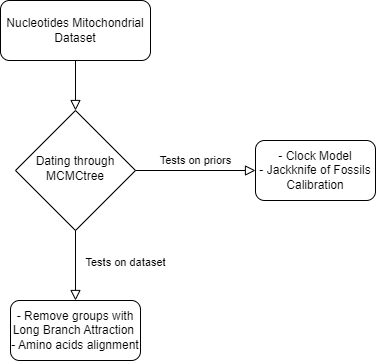 Nucleotides Mitochondrial
Dataset
Dating through
MCMCtree
Tests on priors
- Clock Model
- Jackknife of Fossils
Calibration
Tests on dataset
- Remove groups with
Long Branch Attraction
- Amino acids alignment